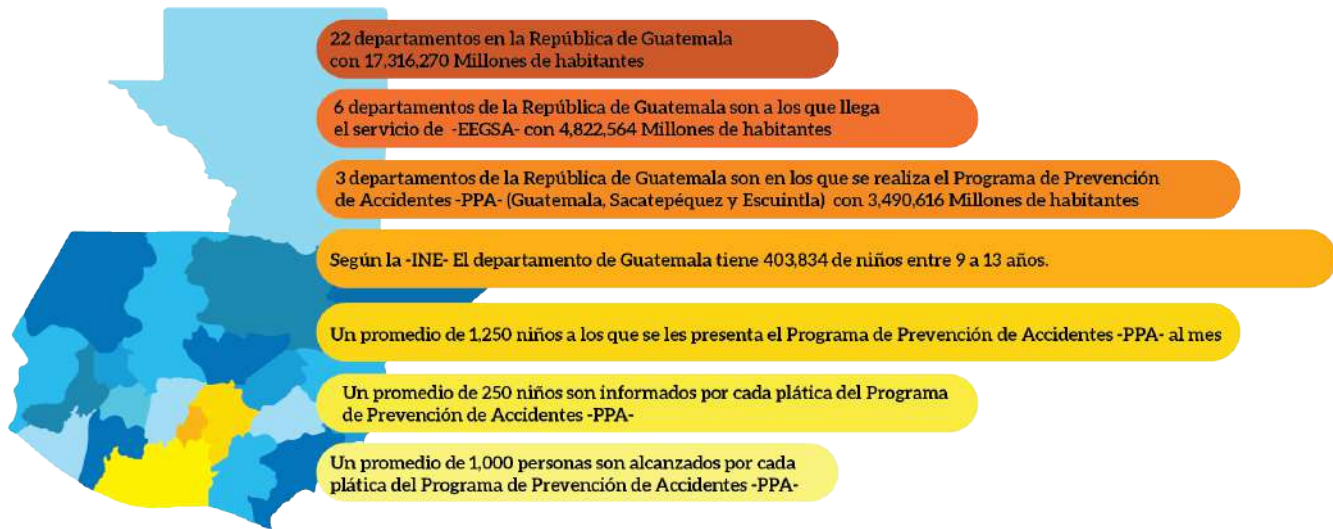 22 departamentos en la República de Guatemala
con 17,316,270 Millones de habitantes
6 departamentos de la República de Guatemala son a los que llega
el servicio de -EEGSA- con 4,822,564 Millones de habitantes
3 departamentos de la República de Guatemala son en los que se realiza el Programa de Prevención
de Accidentes -PPA- (Guatemala, Sacatepéquez y Escuintla) con 3,490,616 Millones de habitantes
Según la -INE- El departamento de Guatemala tiene 403,834 de niños entre 9 a 13 años.
Un promedio de 1,250 niños a los que se les presenta el Programa de Prevención de Accidentes -PPA- al mes
Un promedio de 250 niños son informados por cada plática del Programa
de Prevención de Accidentes -PPA-
Un promedio de 1,000 personas son alcanzados por cada
plática del Programa de Prevención de Accidentes -PPA-